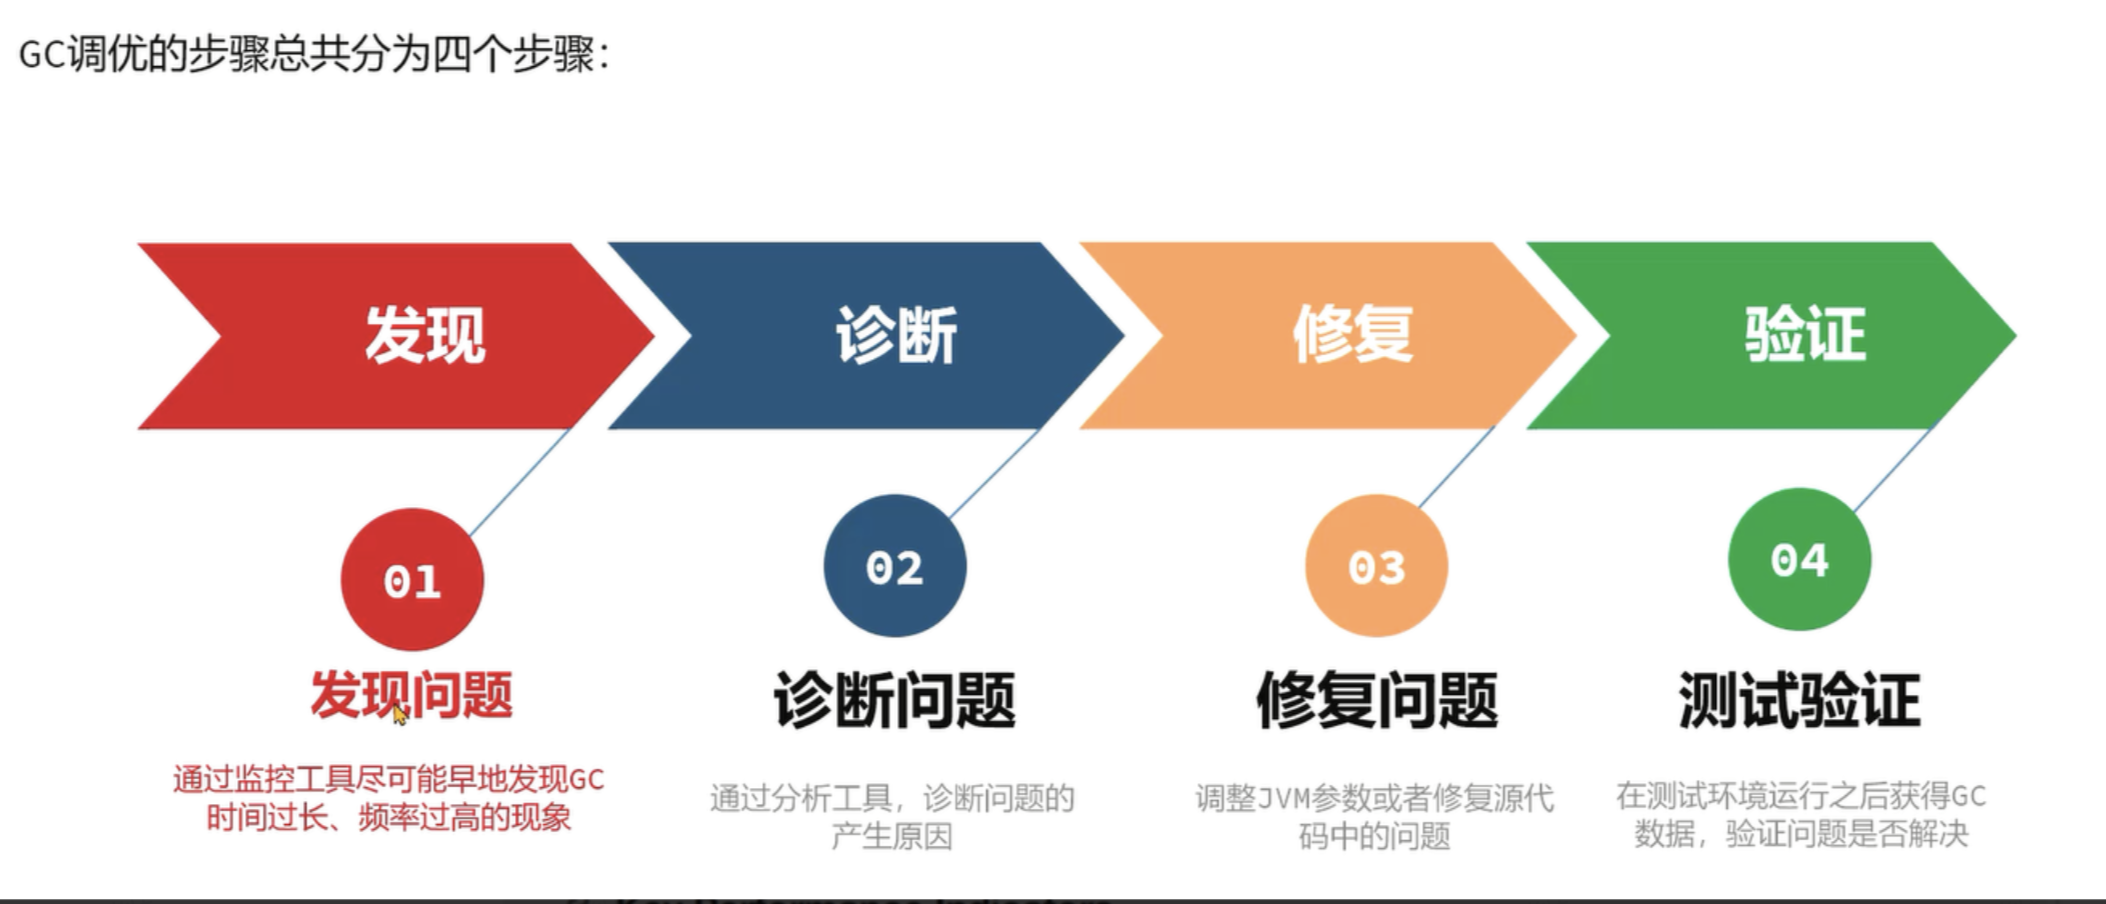 GC调优的步骤总共分为四个步骤:
发现
诊断
修复
验证
01
02
03
04
发现问题
诊断问题
修复问题
测试验证
通过监控工具尽可能早地发现GC
时间过长、频率过高的现象
通过分析工具，诊断问题的
产生原因
调整JVM参数或者修复源代
码中的问题
在测试环境运行之后获得GC
数据，验证问题是否解决